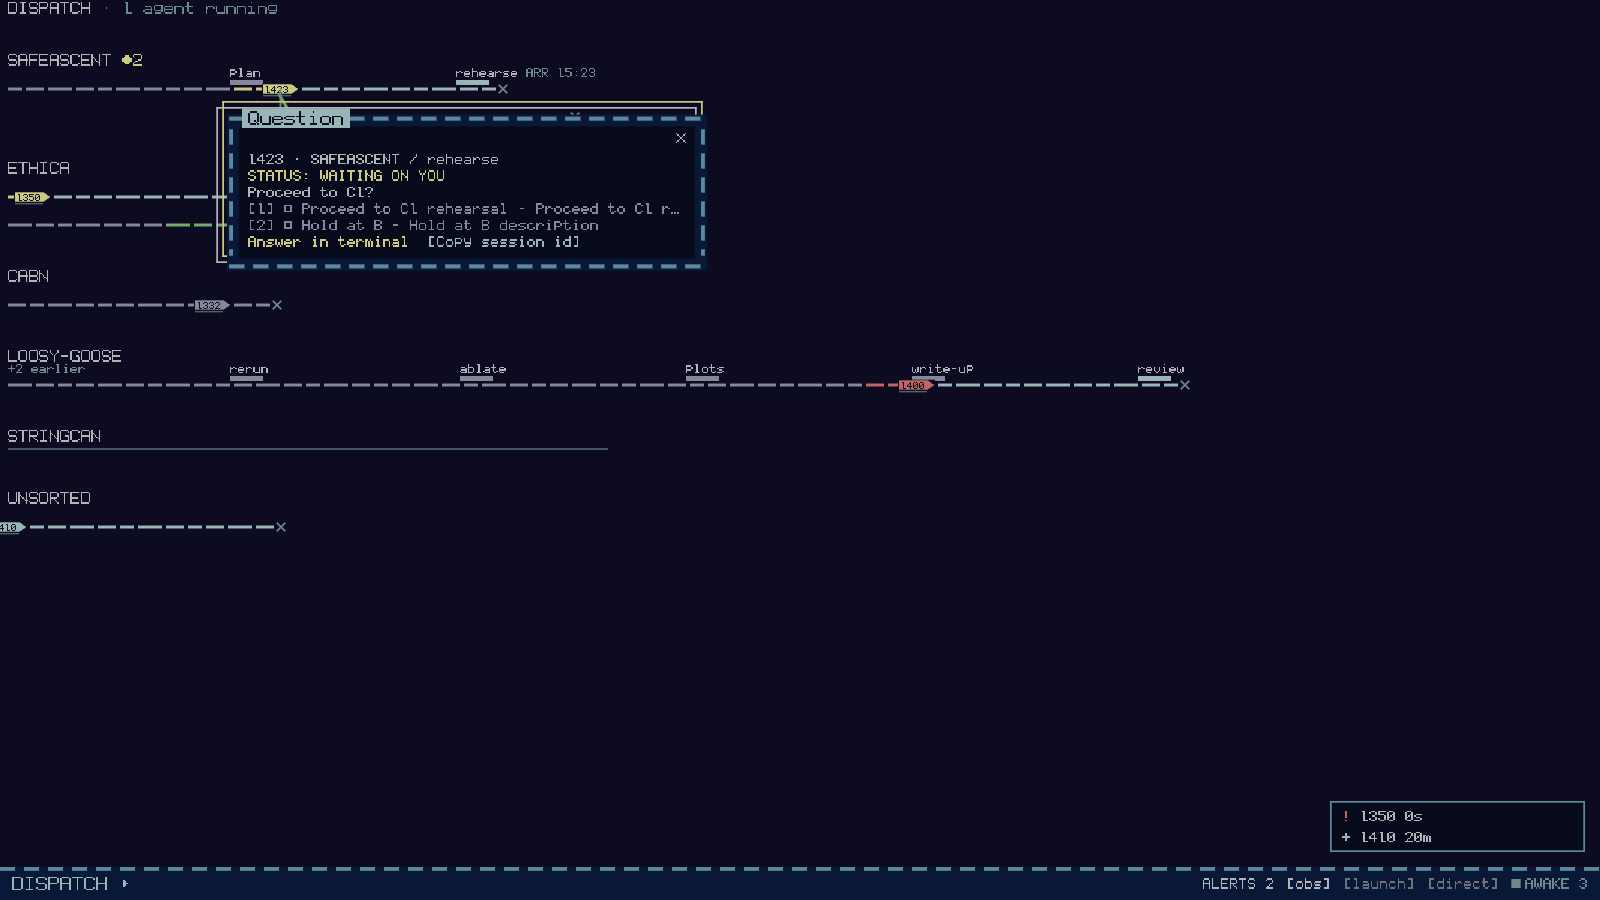 DISPATCH · 1 agent running
SAFEASCENT ◆2
Plan
rehearse ARR 15:23
1423
Question
X
1423 · SAFEASCENT / rehearse
STATUS: WAITING ON YOU
Proceed to C1?
[1] □ Proceed to C1 rehearsal - Proceed to C1 r…
[2] □ Hold at B - Hold at B description
Answer in terminal [Copy session id]
ETHICA
1350
CABN
1332
LOOSY-GOOSE
+2 earlier
rerun
ablate
Plots
write-up
review
1400
STRINGCAN
UNSORTED
410
! 1350 0s
+ 1410 20m
DISPATCH ▸
ALERTS 2 [obs] [launch] [direct] ■AWAKE 3